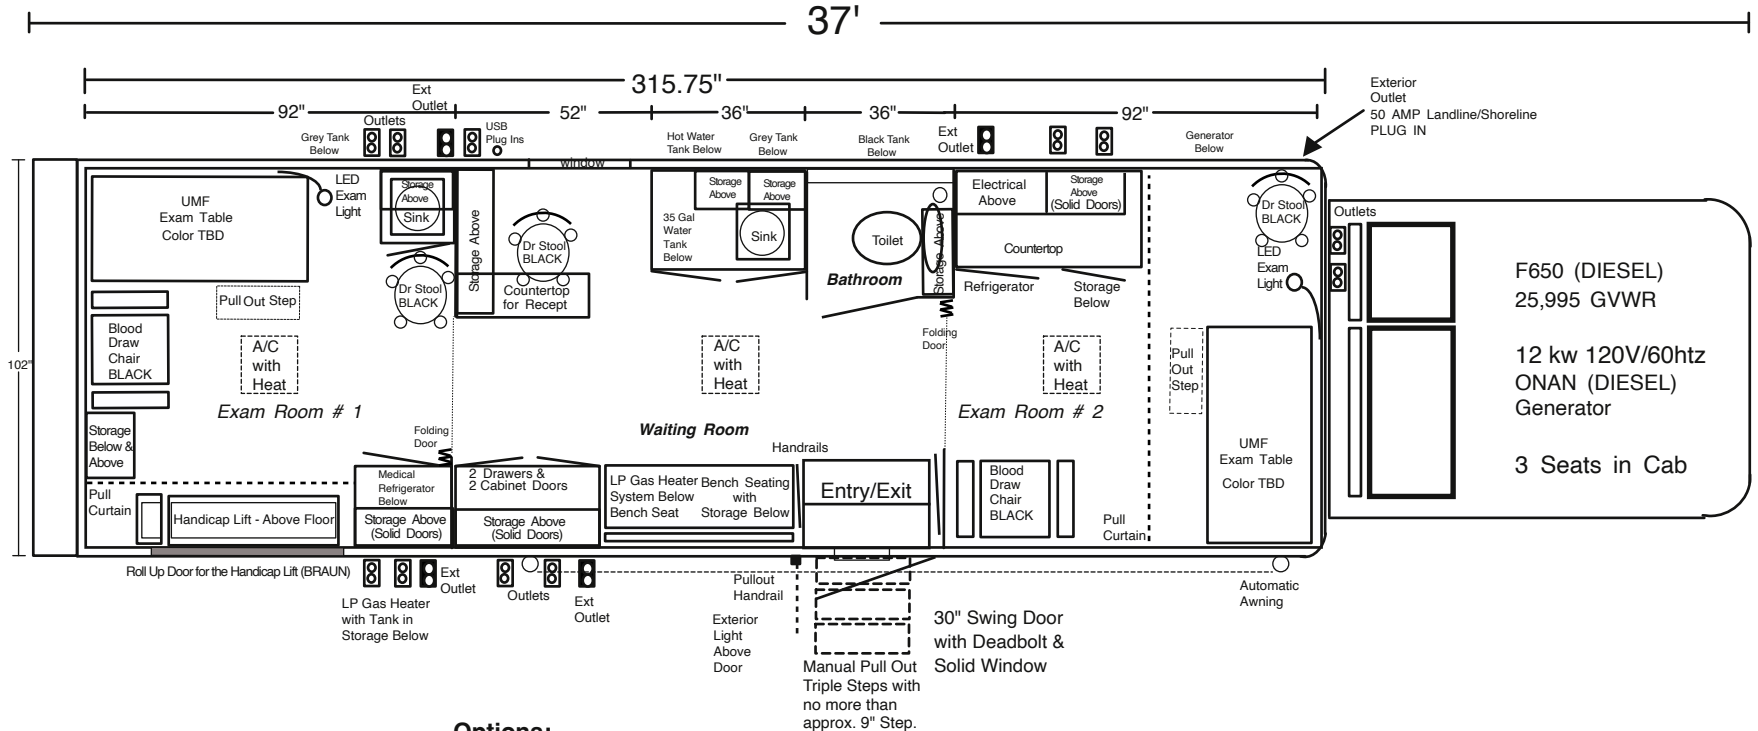 37'
315.75"
92"
52"
36"
36"
92"
Ext
Outlet
Outlets
Grey Tank
Below
USB
Plug Ins
Hot Water
Tank Below
Grey Tank
Below
Black Tank
Below
Ext
Outlet
Generator
Below
Exterior
Outlet
50 AMP Landline/Shoreline
PLUG IN
window
102"
UMF
Exam Table
Color TBD
LED
Exam
Light
Storage
Above
Sink
Storage Above
Dr Stool
BLACK
Dr Stool
BLACK
Countertop
for Recept
Pull Out Step
Blood
Draw
Chair
BLACK
A/C
with
Heat
Exam Room # 1
Storage
Below &
Above
Pull
Curtain
Handicap Lift - Above Floor
Folding
Door
Medical
Refrigerator
Below
Storage Above
(Solid Doors)
2 Drawers &
2 Cabinet Doors
Storage Above
(Solid Doors)
35 Gal
Water
Tank
Below
Storage
Above
Storage
Above
Sink
A/C
with
Heat
Waiting Room
LP Gas Heater
System Below
Bench Seat
Bench Seating
with
Storage Below
Handrails
Entry/Exit
Toilet
Bathroom
Storage Above
Folding
Door
Electrical
Above
Storage
Above
(Solid Doors)
Countertop
Refrigerator
Storage
Below
A/C
with
Heat
Exam Room # 2
Blood
Draw
Chair
BLACK
Pull
Curtain
Pull
Out
Step
Dr Stool
BLACK
LED
Exam
Light
UMF
Exam Table
Color TBD
Outlets
F650 (DIESEL)
25,995 GVWR
12 kw 120V/60htz
ONAN (DIESEL)
Generator
3 Seats in Cab
Roll Up Door for the Handicap Lift (BRAUN)
Ext
Outlet
LP Gas Heater
with Tank in
Storage Below
Outlets
Ext
Outlet
Pullout
Handrail
Exterior
Light
Above
Door
Manual Pull Out
Triple Steps with
no more than
approx. 9" Step.
30" Swing Door
with Deadbolt &
Solid Window
Automatic
Awning
Options: